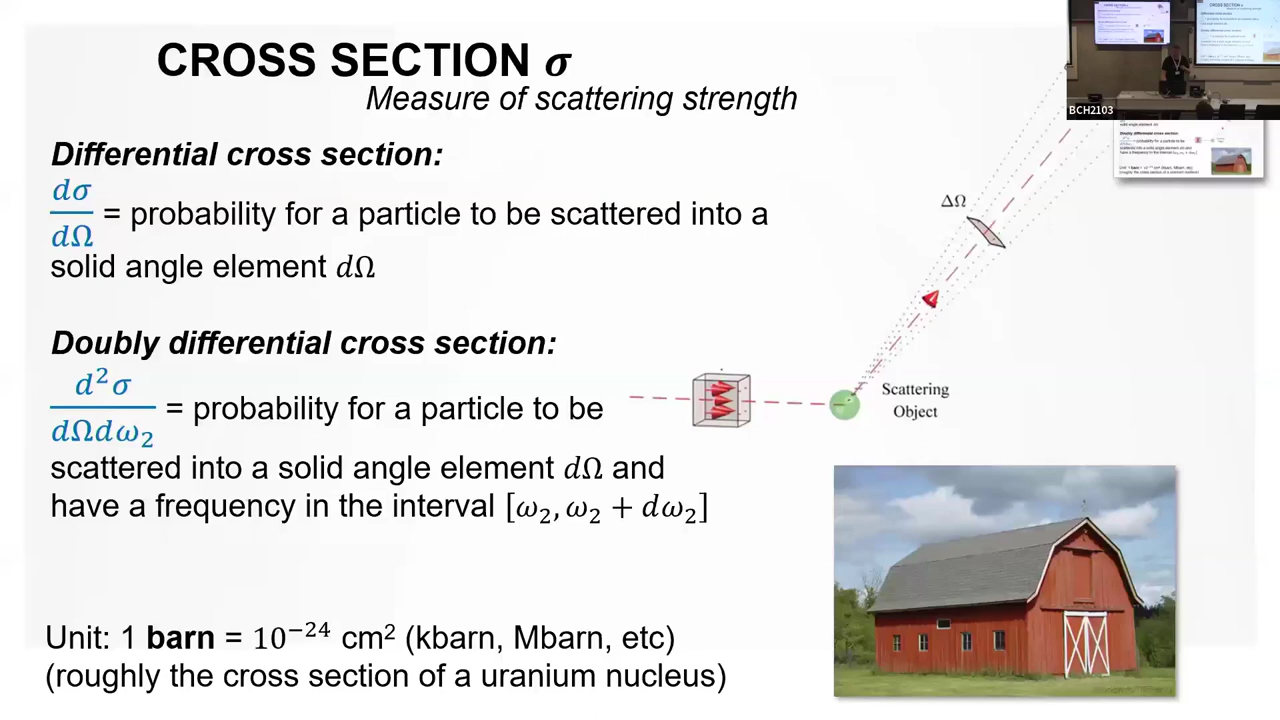 CROSS SECTION σ
Measure of scattering strength
Differential cross section:
dσ/dΩ = probability for a particle to be scattered into a
solid angle element dΩ
Doubly differential cross section:
d²σ/dΩdω₂ = probability for a particle to be
scattered into a solid angle element dΩ and
have a frequency in the interval [ω₂, ω₂ + dω₂]
Unit: 1 barn = 10⁻²⁴ cm² (kbarn, Mbarn, etc)
(roughly the cross section of a uranium nucleus)
ΔΩ
Scattering
Object
BCH2103